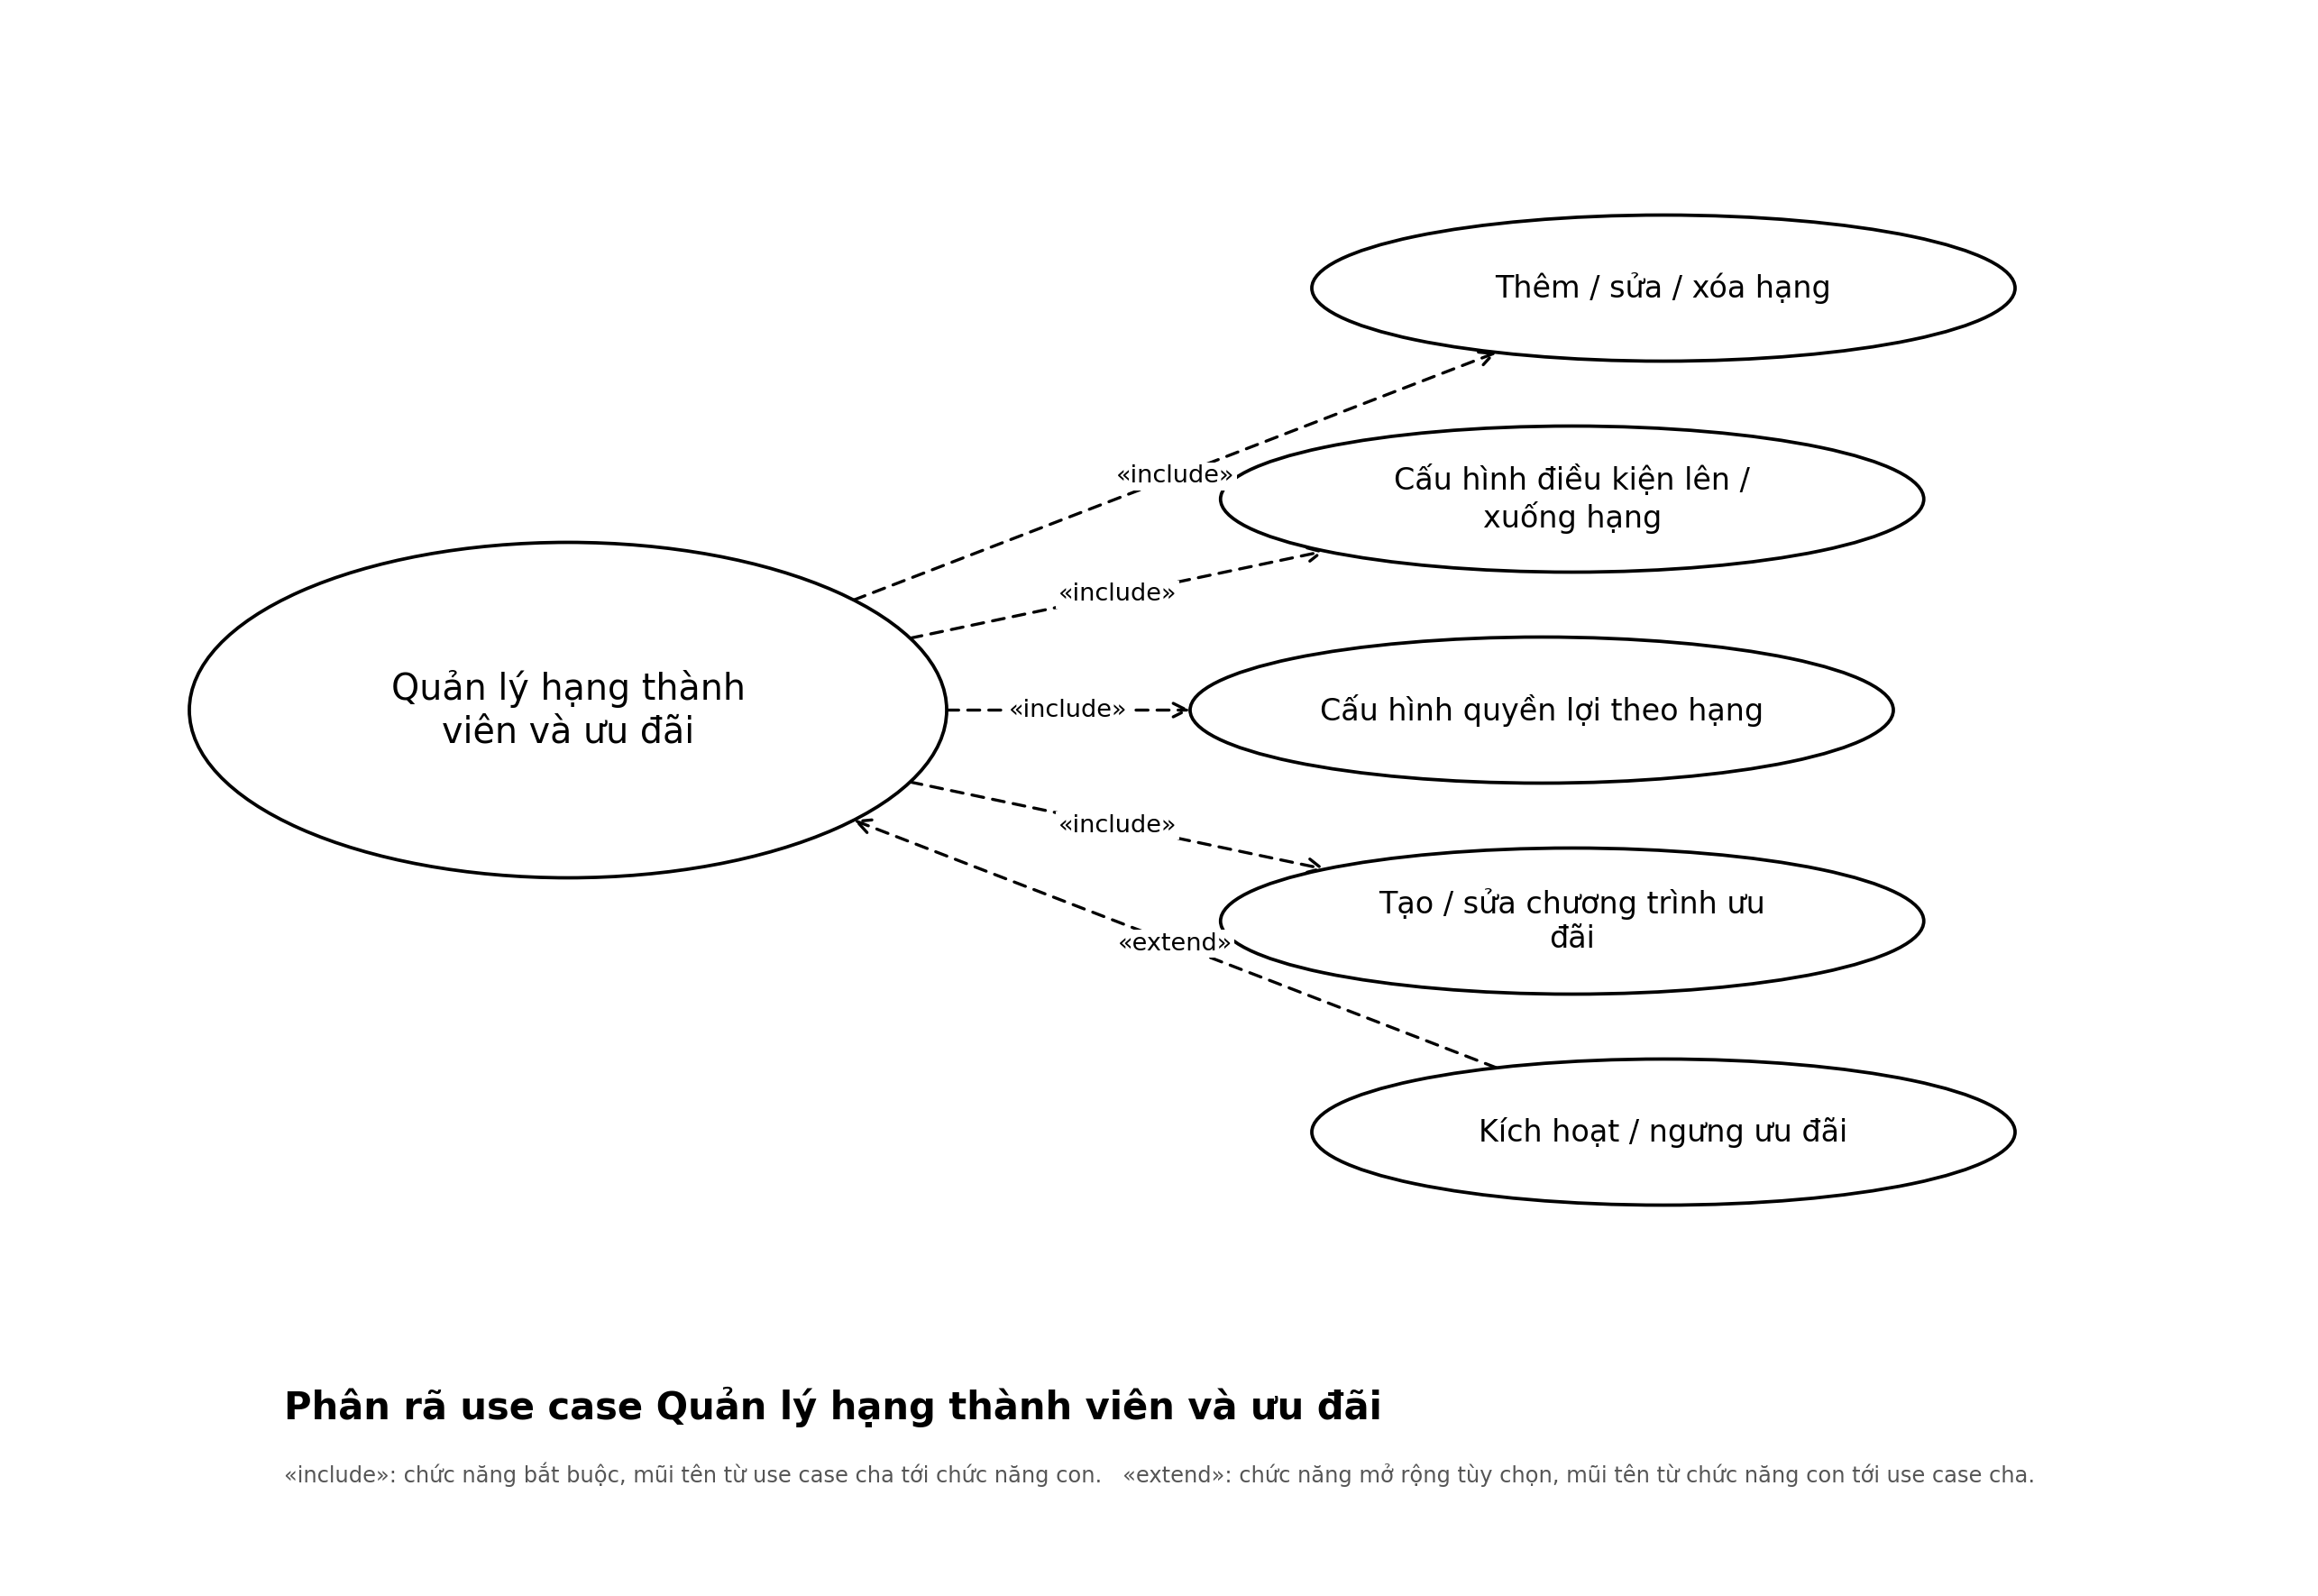 Thêm / sửa / xóa hạng
«include»
Cấu hình điều kiện lên /
xuống hạng
«include»
Quản lý hạng thành
viên và ưu đãi
«include»
Cấu hình quyền lợi theo hạng
«include»
Tạo / sửa chương trình ưu
đãi
«extend»
Kích hoạt / ngưng ưu đãi
Phân rã use case Quản lý hạng thành viên và ưu đãi
«include»: chức năng bắt buộc, mũi tên từ use case cha tới chức năng con. «extend»: chức năng mở rộng tùy chọn, mũi tên từ chức năng con tới use case cha.